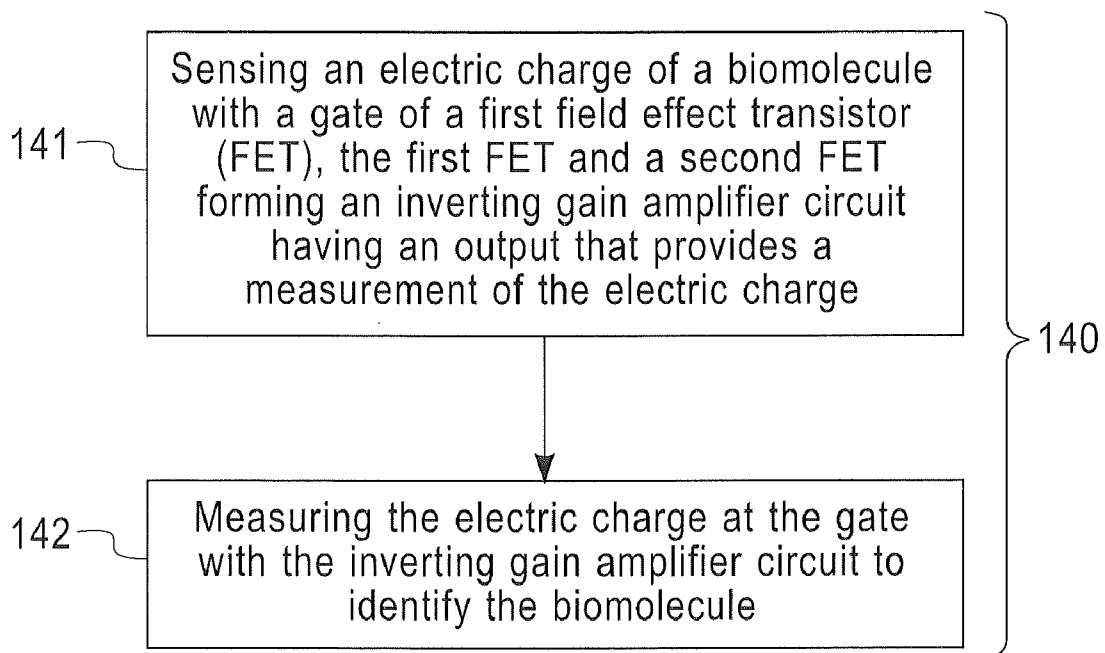 Sensing an electric charge of a biomolecule
with a gate of a first field effect transistor
141
(FET), the first FET and a second FET
forming an inverting gain amplifier circuit
having an output that provides a
measurement of the electric charge
140
142
Measuring the electric charge at the gate
with the inverting gain amplifier circuit to
identify the biomolecule